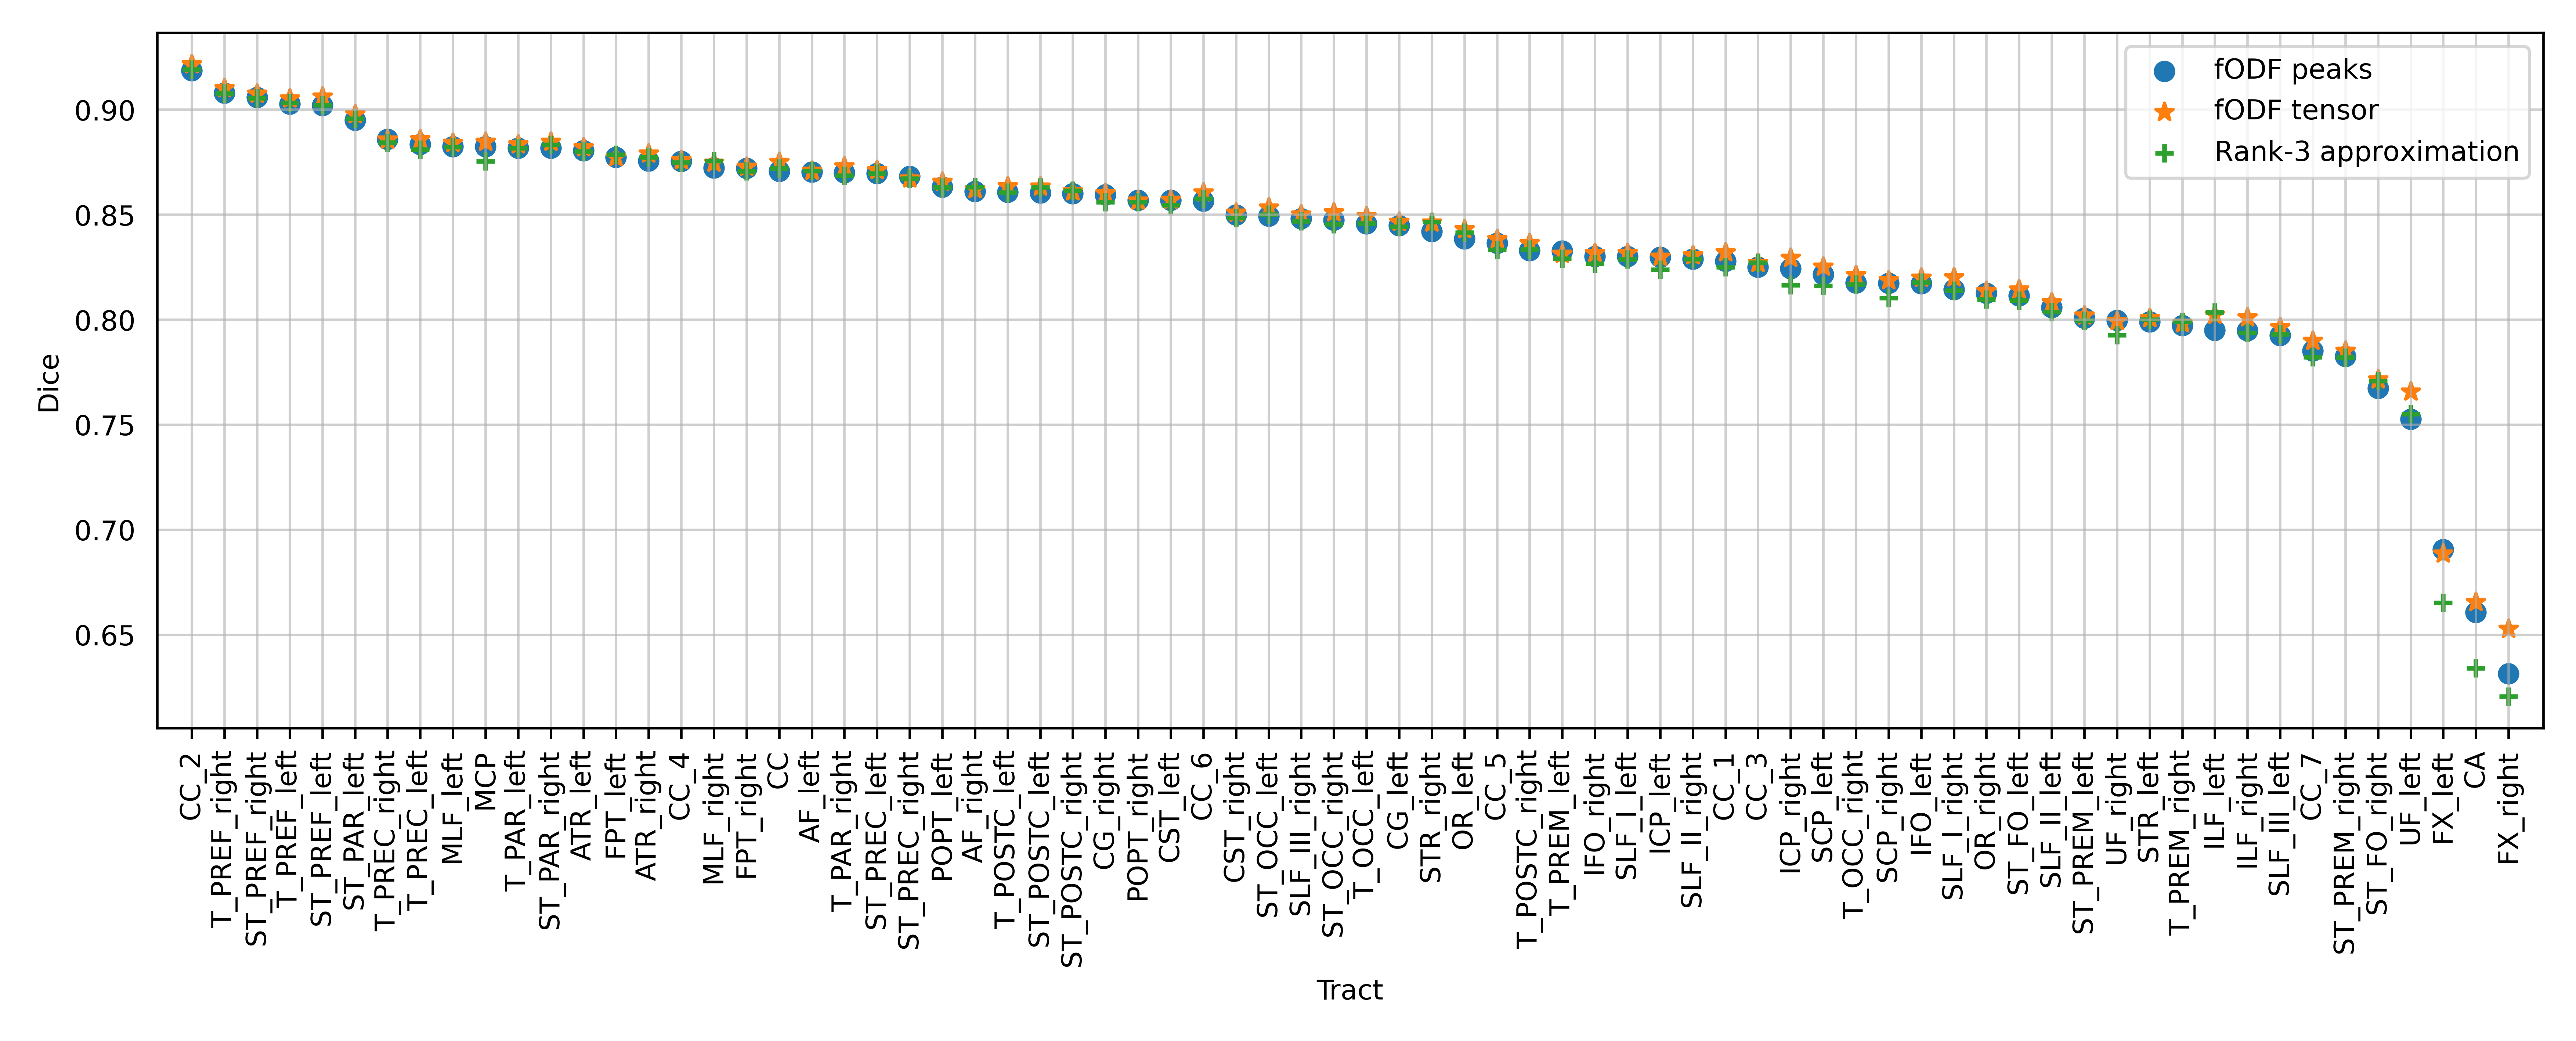 fODF peaks
fODF tensor
Rank-3 approximation
0.90
0.85
0.80
0.75
0.70
0.65
Dice
CC_2
T_PREF_right
ST_PREF_right
T_PREF_left
ST_PREF_left
ST_PAR_left
T_PREC_right
T_PREC_left
MLF_left
MCP
T_PAR_left
ST_PAR_right
ATR_left
FPT_left
ATR_right
CC_4
MLF_right
FPT_right
CC
AF_left
T_PAR_right
ST_PREC_left
ST_PREC_right
POPT_left
AF_right
T_POSTC_left
ST_POSTC_left
ST_POSTC_right
CG_right
POPT_right
CST_left
CC_6
CST_right
ST_OCC_left
SLF_III_right
ST_OCC_right
T_OCC_left
CG_left
STR_right
OR_left
CC_5
T_POSTC_right
T_PREM_left
IFO_right
SLF_I_left
ICP_left
SLF_II_right
CC_1
CC_3
ICP_right
SCP_left
T_OCC_right
SCP_right
IFO_left
SLF_I_right
OR_right
ST_FO_left
SLF_II_left
ST_PREM_left
UF_right
STR_left
T_PREM_right
ILF_left
ILF_right
SLF_III_left
CC_7
ST_PREM_right
ST_FO_right
UF_left
FX_left
CA
FX_right
Tract